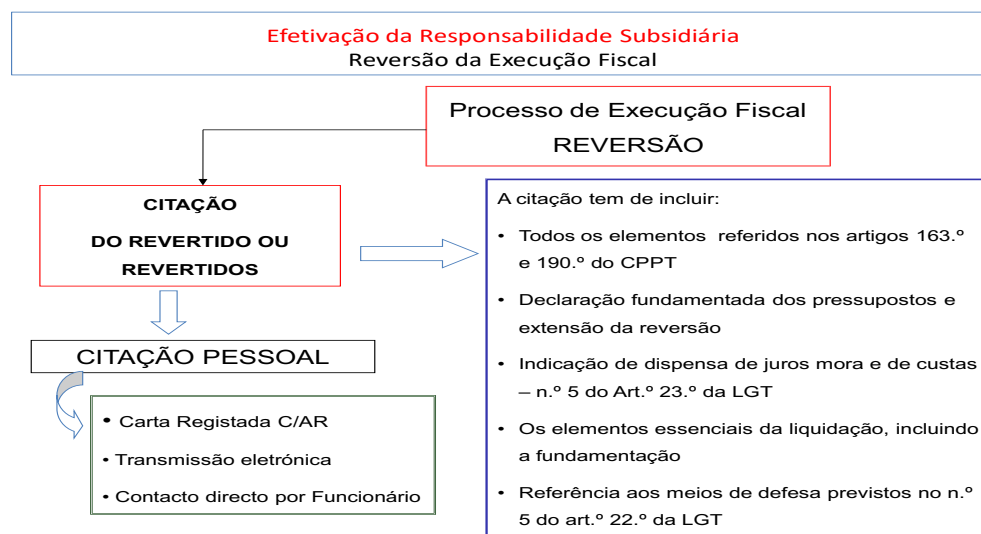 Efetivação da Responsabilidade Subsidiária
Reversão da Execução Fiscal
Processo de Execução Fiscal
REVERSÃO
CITAÇÃO
DO REVERTIDO OU
REVERTIDOS
CITAÇÃO PESSOAL
• Carta Registada C/AR
• Transmissão eletrónica
• Contacto directo por Funcionário
A citação tem de incluir:
• Todos os elementos referidos nos artigos 163.º
e 190.º do CPPT
• Declaração fundamentada dos pressupostos e
extensão da reversão
• Indicação de dispensa de juros mora e de custas
– n.º 5 do Art.º 23.º da LGT
• Os elementos essenciais da liquidação, incluindo
a fundamentação
• Referência aos meios de defesa previstos no n.º
5 do art.º 22.º da LGT